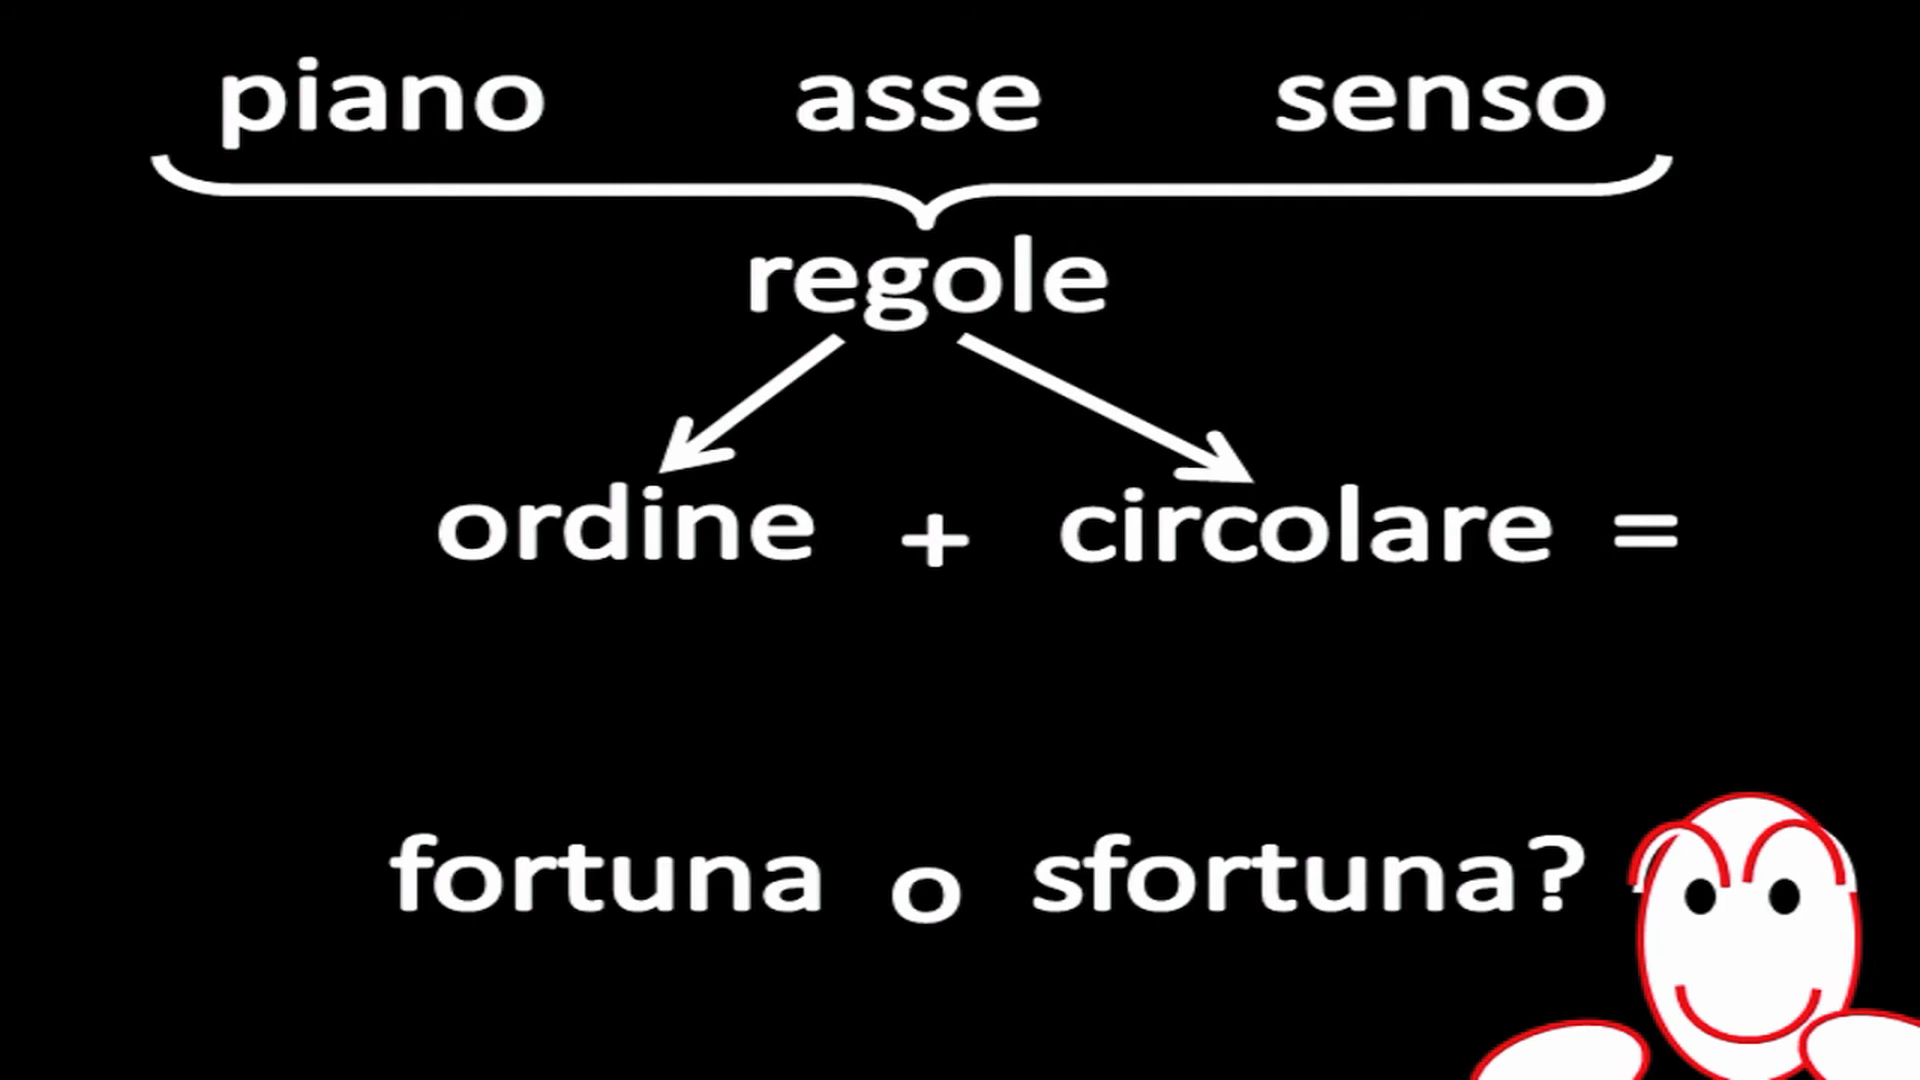 piano asse senso
regole
ordine + circolare =
fortuna o sfortuna?